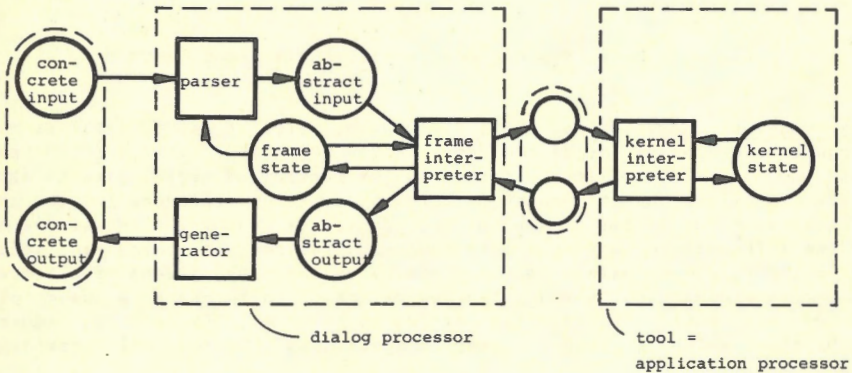 con-
crete
input
parser
ab-
stract
input
frame
state
frame
inter-
preter
kernel
inter-
preter
kernel
state
con-
crete
output
gene-
rator
ab-
stract
output
dialog processor
tool =
application processor